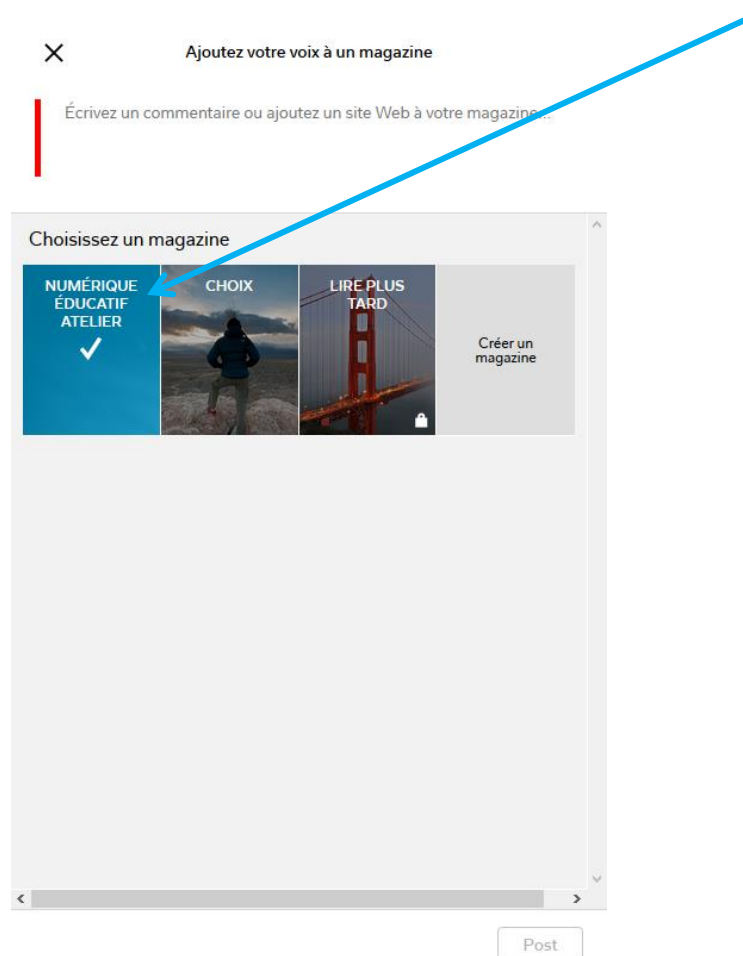 Ajoutez votre voix à un magazine
Écrivez un commentaire ou ajoutez un site Web à votre magazine...
Choisissez un magazine
NUMÉRIQUE
ÉDUCATIF
ATELIER
CHOIX
LIRE PLUS
TARD
Créer un
magazine
Post